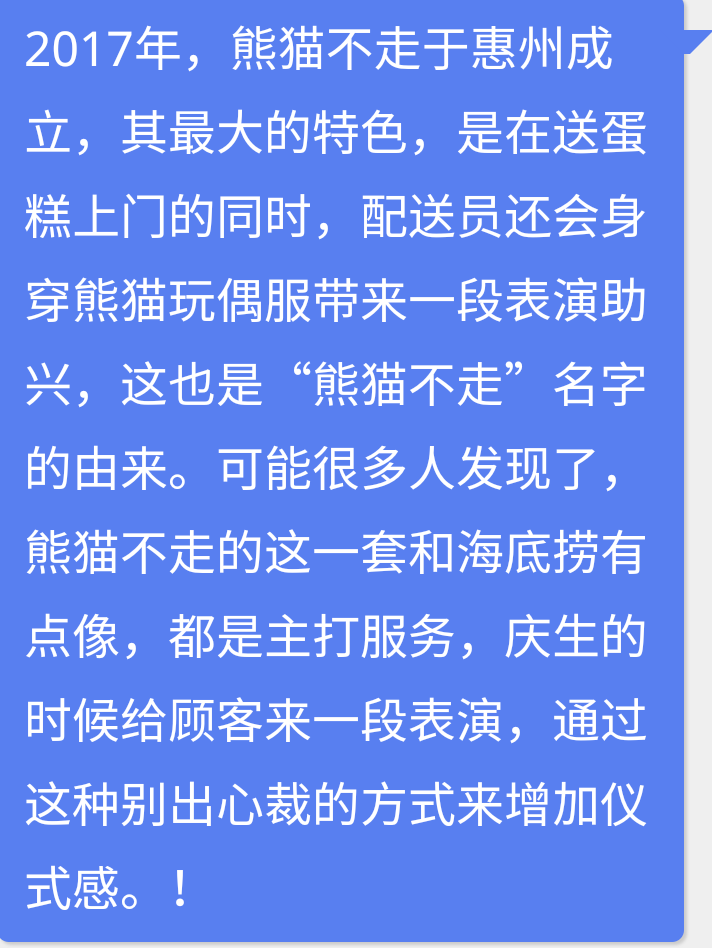 2017年，熊猫不走于惠州成
立，其最大的特色，是在送蛋
糕上门的同时，配送员还会身
穿熊猫玩偶服带来一段表演助
兴，这也是“熊猫不走”名字
的由来。可能很多人发现了，
熊猫不走的这一套和海底捞有
点像，都是主打服务，庆生的
时候给顾客来一段表演，通过
这种别出心裁的方式来增加仪
式感。！